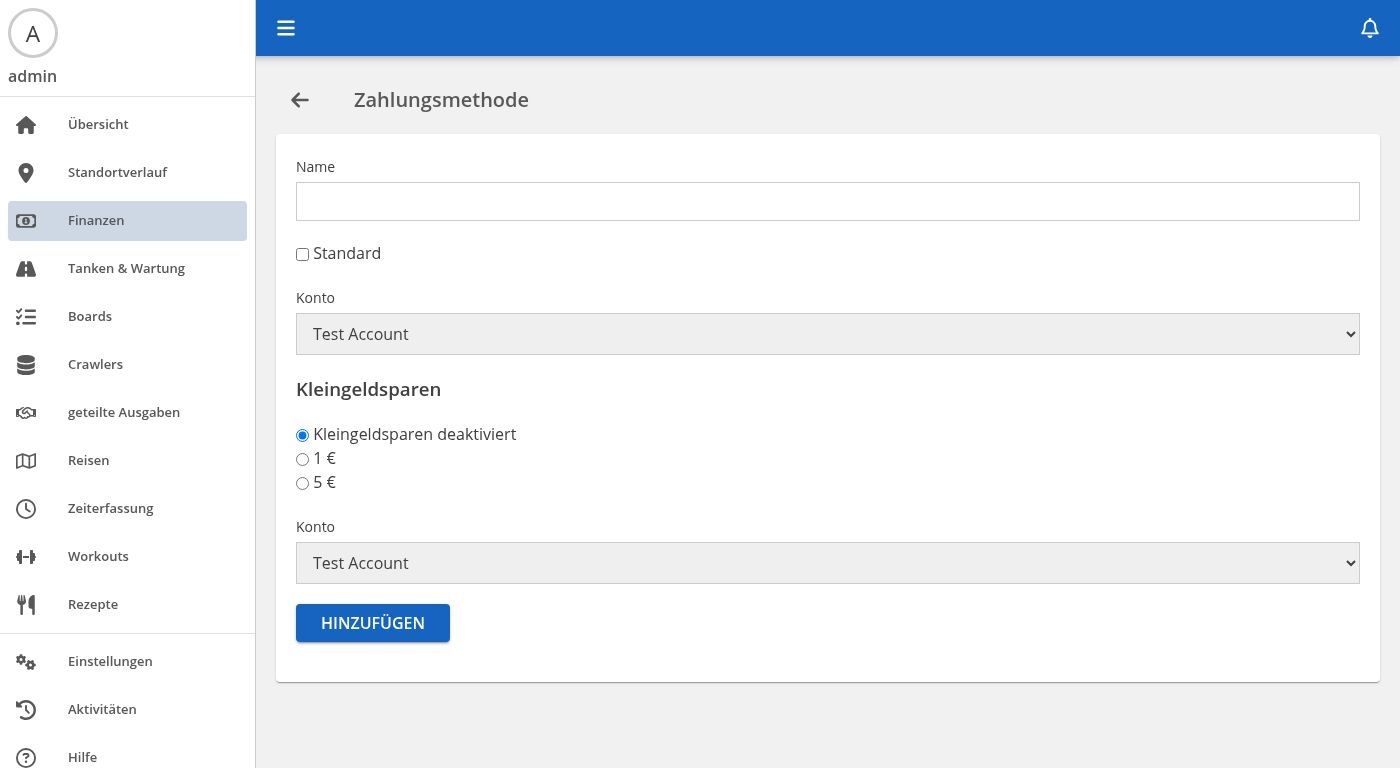 A
admin
Übersicht
Standortverlauf
Finanzen
Tanken & Wartung
Boards
Crawlers
geteilte Ausgaben
Reisen
Zeiterfassung
Workouts
Rezepte
Einstellungen
Aktivitäten
Hilfe
Zahlungsmethode
Name
Standard
Konto
Test Account
Kleingeldsparen
Kleingeldsparen deaktiviert
1 €
5 €
Konto
Test Account
HINZUFÜGEN